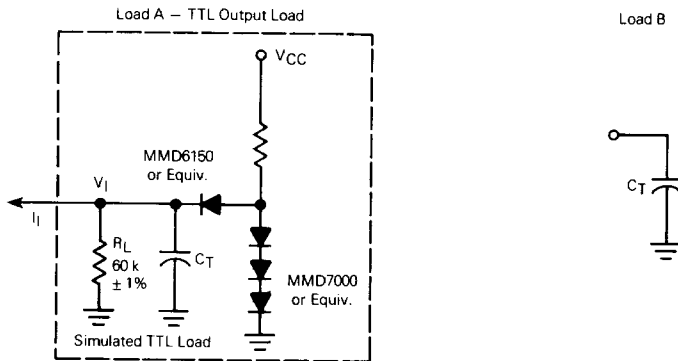 Load A – TTL Output Load
Load B
VCC
MMD6150
or Equiv.
VI
II
RL
60 k
± 1%
CT
MMD7000
or Equiv.
Simulated TTL Load
CT